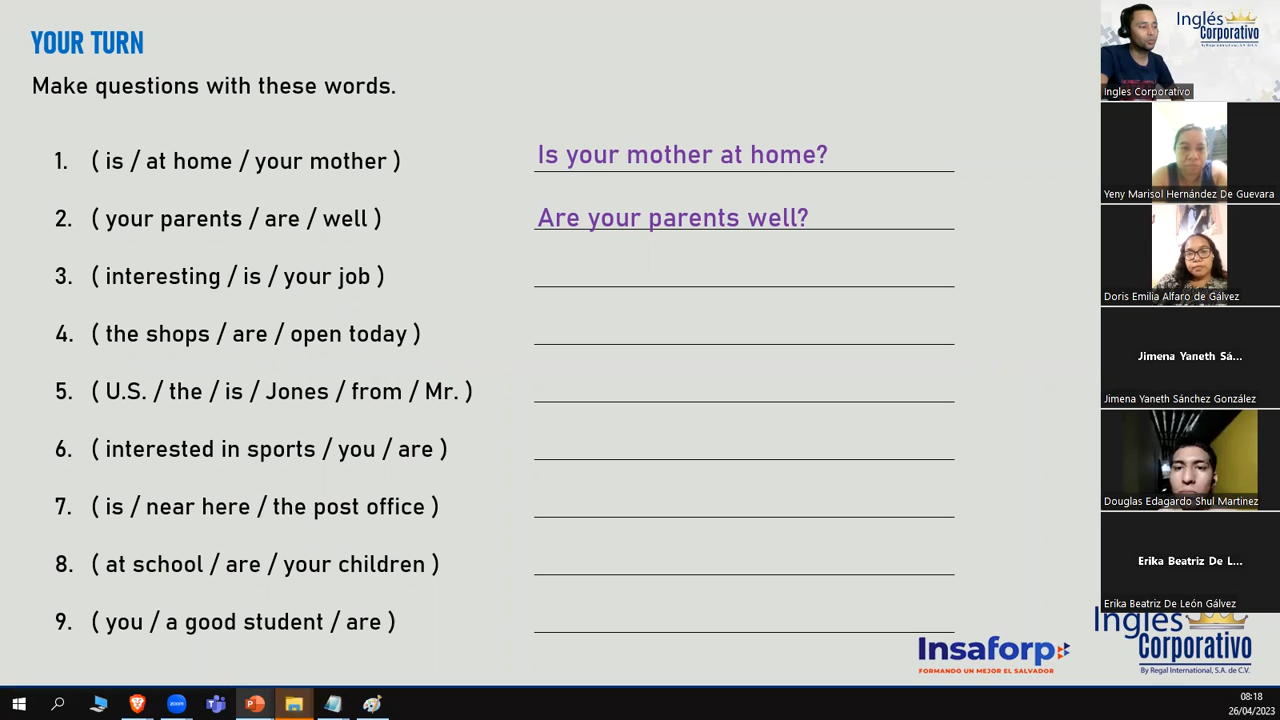 YOUR TURN
Make questions with these words.
1. ( is / at home / your mother ) Is your mother at home?
2. ( your parents / are / well ) Are your parents well?
3. ( interesting / is / your job )
4. ( the shops / are / open today )
5. ( U.S. / the / is / Jones / from / Mr. )
6. ( interested in sports / you / are )
7. ( is / near here / the post office )
8. ( at school / are / your children )
9. ( you / a good student / are )
Insaforp
FORMANDO UN MEJOR EL SALVADOR
Inglés
Corporativo
By Regal International, S.A. de C.V.
Inglés
Corporativo
By Regal International, S.A. de C.V.
Ingles Corporativo
Yeny Marisol Hernández De Guevara
Doris Emilia Alfaro de Gálvez
Jimena Yaneth Sá...
Jimena Yaneth Sánchez González
Douglas Edagardo Shul Martinez
Erika Beatriz De L...
Erika Beatriz De León Gálvez
zoom
08:18
26/04/2023